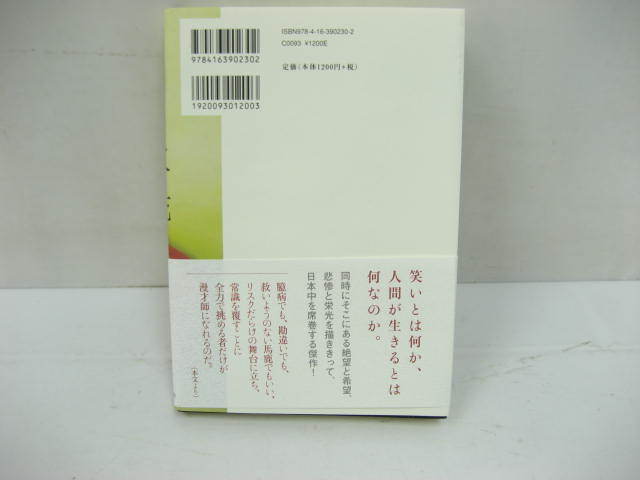 ISBN978-4-16-390230-2
C0093 ¥1200E
定価(本体1200円+税)
9784163902302
1920093012003
笑いとは何か、
人間が生きるとは
何なのか。
同時にそこにある絶望と希望、
悲惨と栄光を描ききって、
日本中を席巻する傑作!
臆病でも、勘違いでも、
救いようのない馬鹿でもいい、
リスクだらけの舞台に立ち、
常識を覆すことに
全力で挑める者だけが
漫才師になれるのだ。
(本文より)